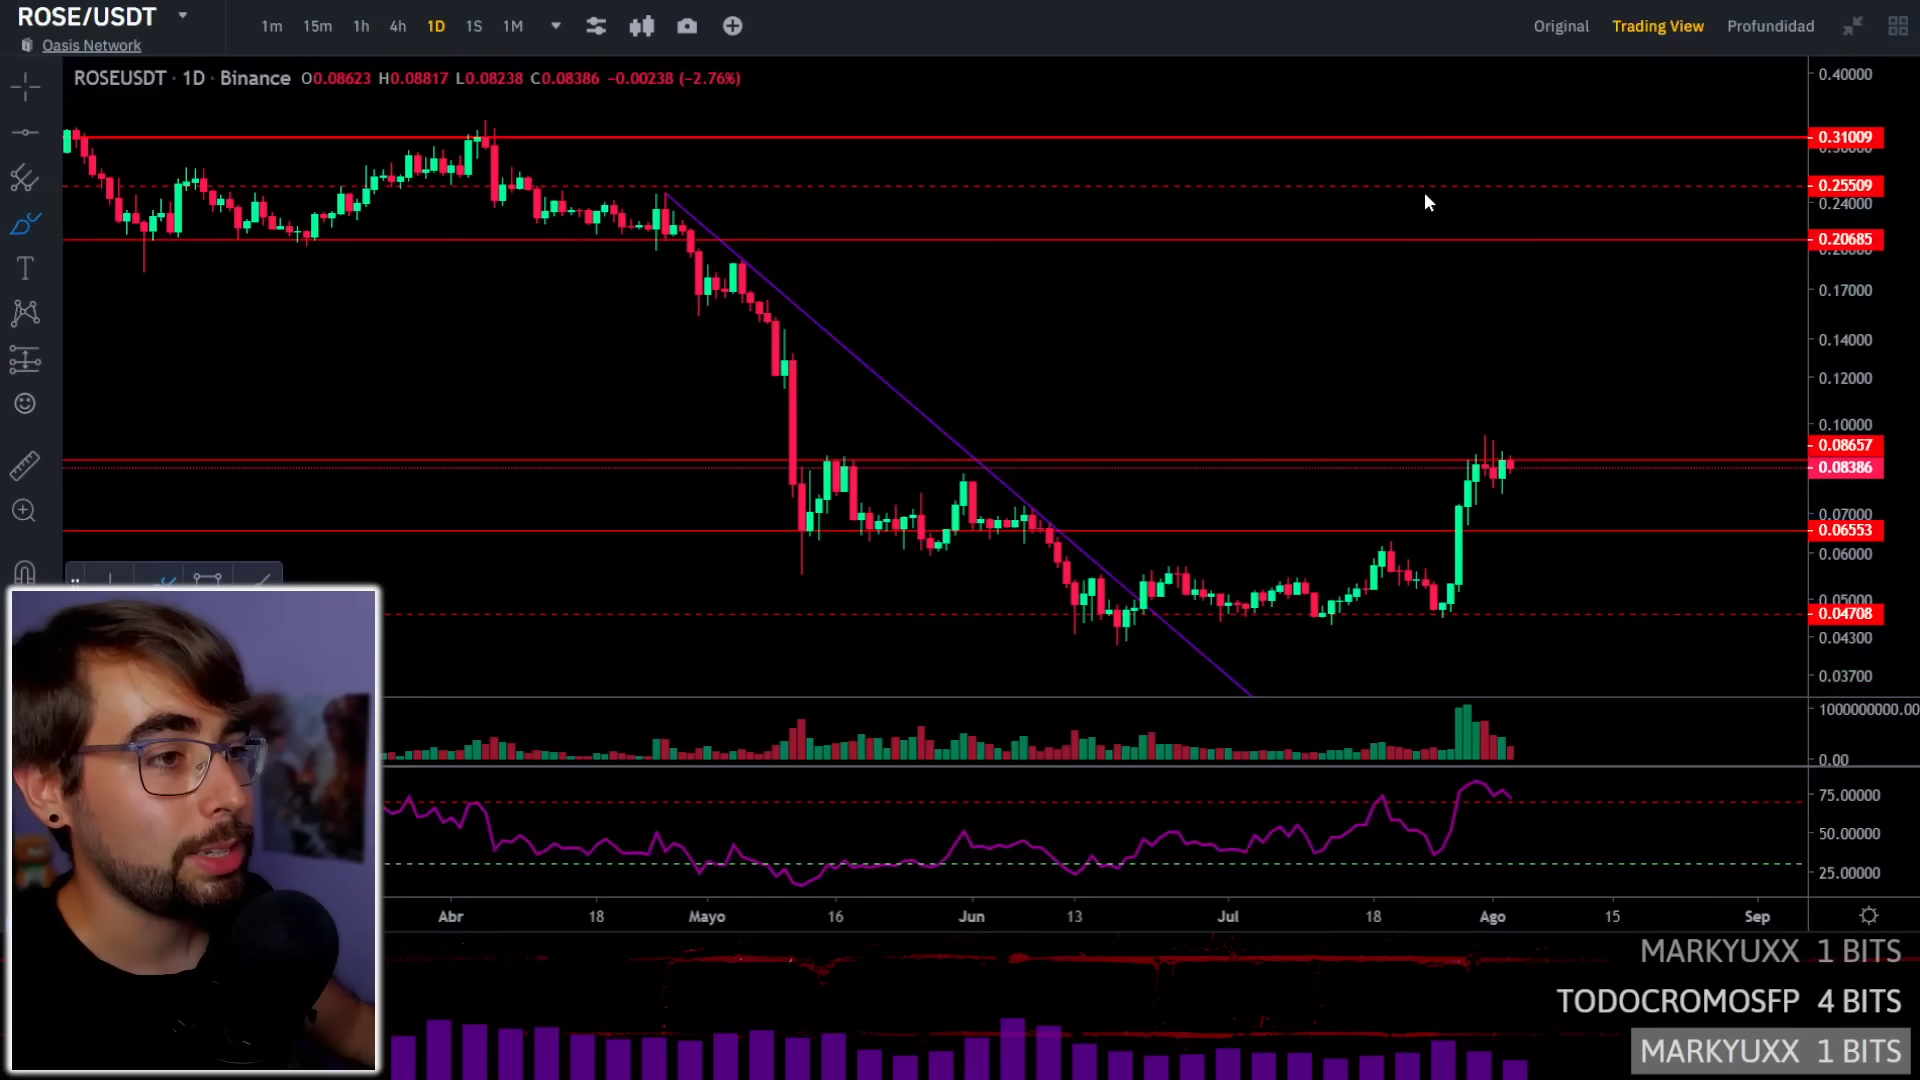 ROSE/USDT
Oasis Network
1m 15m 1h 4h 1D 1S 1M
Original Trading View Profundidad
ROSEUSDT · 1D · Binance O0.08623 H0.08817 L0.08238 C0.08386 −0.00238 (−2.76%)
0.40000
0.31009
0.25509
0.24000
0.20685
0.17000
0.14000
0.12000
0.10000
0.08657
0.08386
0.07000
0.06553
0.06000
0.05000
0.04708
0.04300
0.03700
1000000000.00
0.00
75.00000
50.00000
25.00000
Abr 18 Mayo 16 Jun 13 Jul 18 Ago 15 Sep
MARKYUXX 1 BITS
TODOCROMOSFP 4 BITS
MARKYUXX 1 BITS